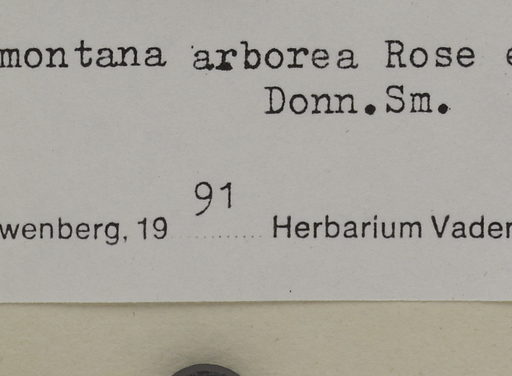 montana arborea Rose e
Donn.Sm.
wenberg, 19 91 Herbarium Vader